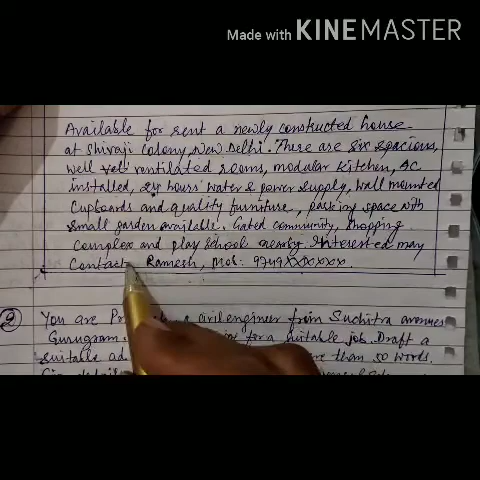 Made with KINEMASTER
Available for rent a newly constructed house
at Shivaji Colony, New Delhi. There are six spacious,
well ventilated rooms, modular kitchen, AC
installed, 24 hours' water & power supply, wall mounted
Cupboards and quality furniture, parking space with
small garden available. Gated community, shopping
complex and play school nearby. Interested may
Contact Ramesh, Mob: 9749XXXXXX.
2 You are a civil engineer from Suchitra avenue
Gurugram. for a suitable job. Draft a
suitable ad more than 50 words.